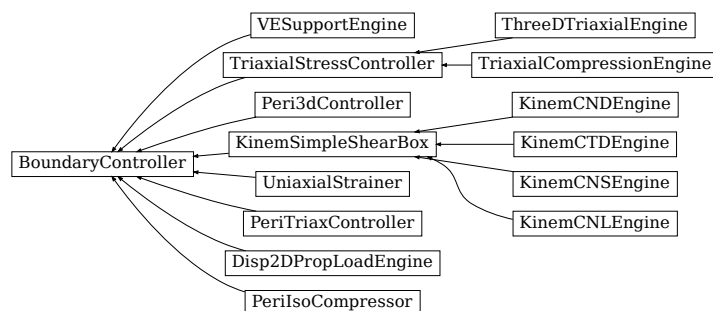 VESupportEngine
ThreeDTriaxialEngine
TriaxialStressController
TriaxialCompressionEngine
Peri3dController
KinemCNDEngine
KinemSimpleShearBox
KinemCTDEngine
BoundaryController
UniaxialStrainer
KinemCNSEngine
PeriTriaxController
KinemCNLEngine
Disp2DPropLoadEngine
PeriIsoCompressor